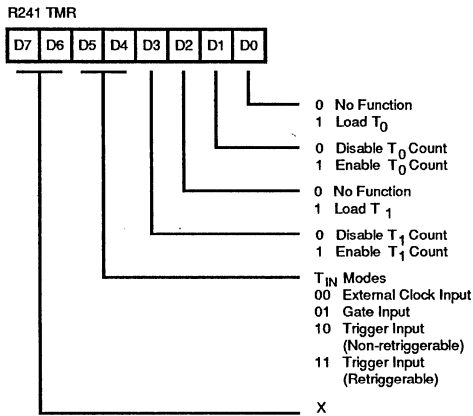 R241 TMR
D7 D6 D5 D4 D3 D2 D1 D0
0 No Function
1 Load T0
0 Disable T0 Count
1 Enable T0 Count
0 No Function
1 Load T1
0 Disable T1 Count
1 Enable T1 Count
TIN Modes
00 External Clock Input
01 Gate Input
10 Trigger Input
(Non-retriggerable)
11 Trigger Input
(Retriggerable)
X